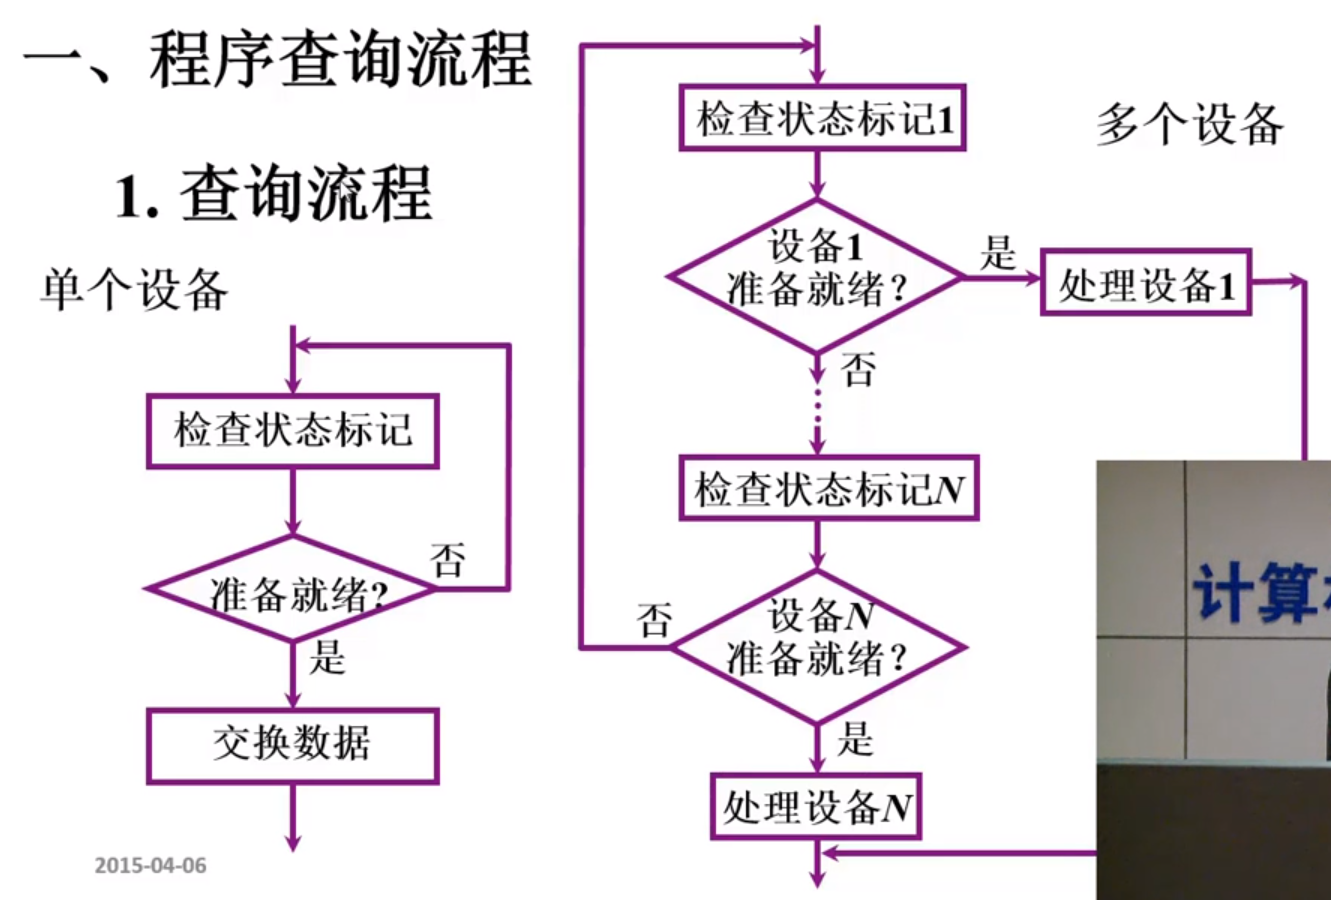 一、程序查询流程
1. 查询流程
单个设备
检查状态标记
准备就绪?
否
是
交换数据
2015-04-06
多个设备
检查状态标记1
设备1
准备就绪?
是
处理设备1
否
检查状态标记N
设备N
准备就绪?
否
是
处理设备N
计算